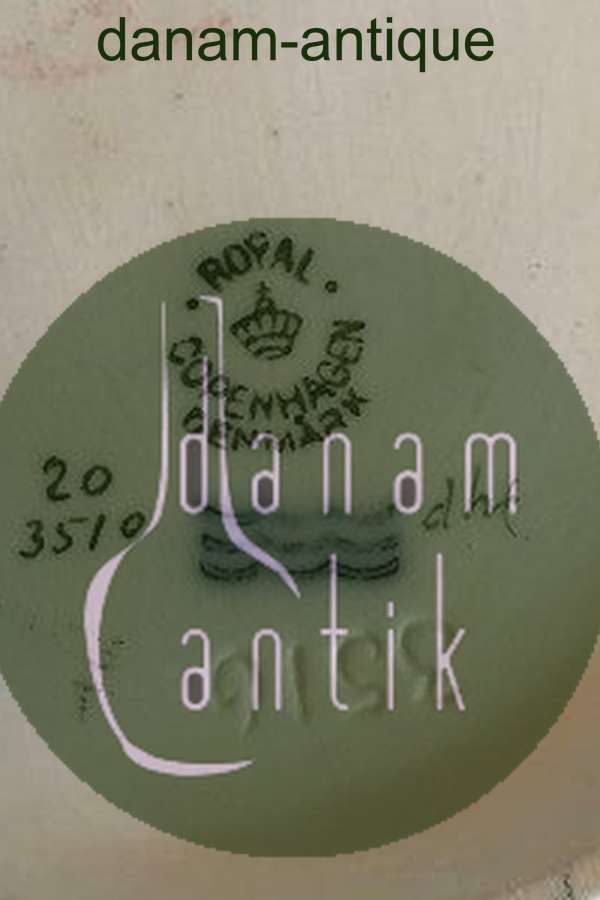 danam-antique
ROYAL
COPENHAGEN
DENMARK
danam
20
3510
antik